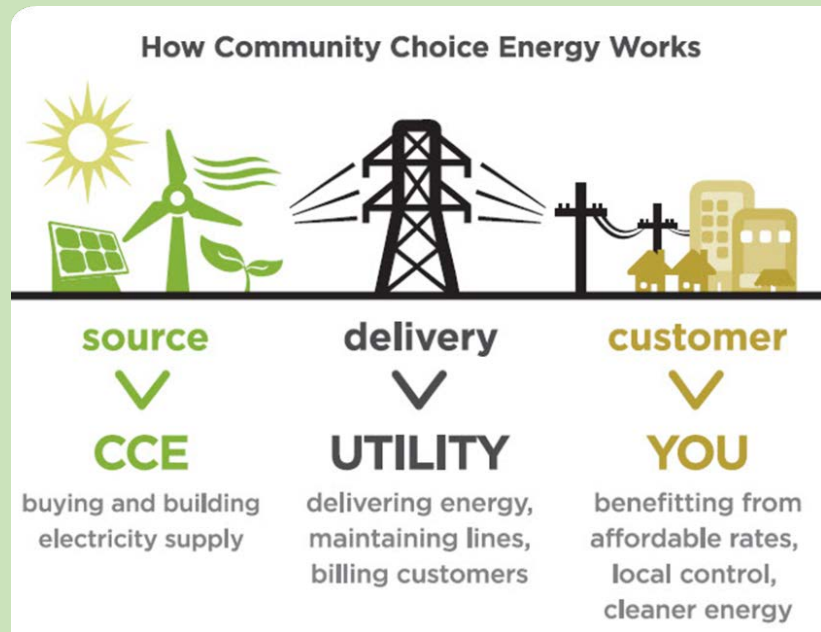 How Community Choice Energy Works
source
delivery
customer
CCE
UTILITY
YOU
buying and building
electricity supply
delivering energy,
maintaining lines,
billing customers
benefitting from
affordable rates,
local control,
cleaner energy